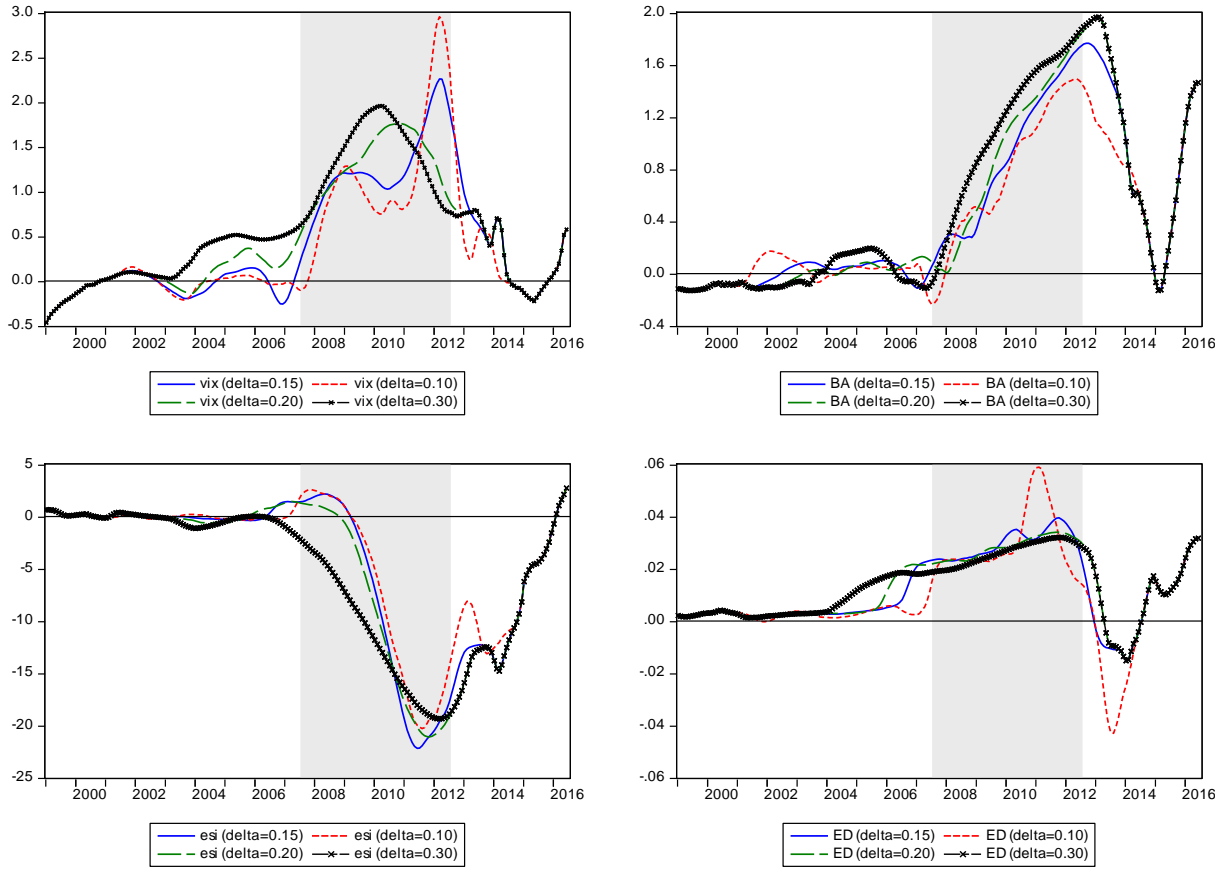 3.0
2.5
2.0
1.5
1.0
0.5
0.0
-0.5
2000 2002 2004 2006 2008 2010 2012 2014 2016
vix (delta=0.15) vix (delta=0.10)
vix (delta=0.20) vix (delta=0.30)
2.0
1.6
1.2
0.8
0.4
0.0
-0.4
2000 2002 2004 2006 2008 2010 2012 2014 2016
BA (delta=0.15) BA (delta=0.10)
BA (delta=0.20) BA (delta=0.30)
5
0
-5
-10
-15
-20
-25
2000 2002 2004 2006 2008 2010 2012 2014 2016
esi (delta=0.15) esi (delta=0.10)
esi (delta=0.20) esi (delta=0.30)
.06
.04
.02
.00
-.02
-.04
-.06
2000 2002 2004 2006 2008 2010 2012 2014 2016
ED (delta=0.15) ED (delta=0.10)
ED (delta=0.20) ED (delta=0.30)